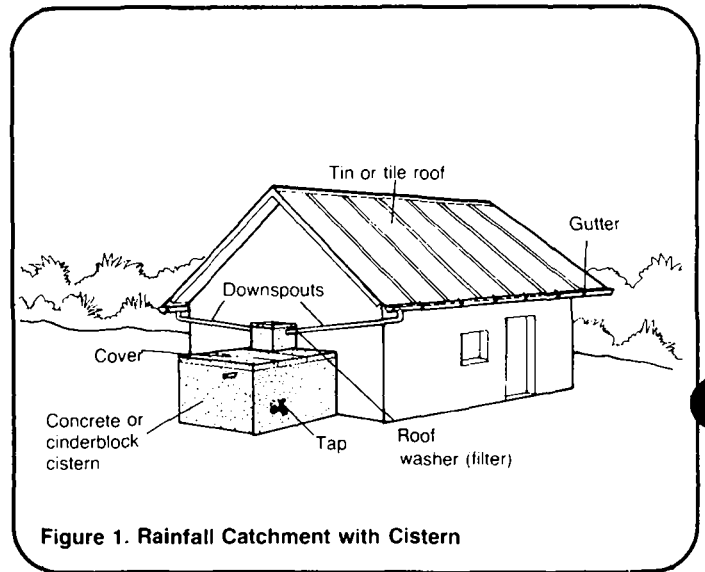 Tin or tile roof
Gutter
Downspouts
Cover
Concrete or
cinderblock
cistern
Tap
Roof
washer (filter)
Figure 1. Rainfall Catchment with Cistern